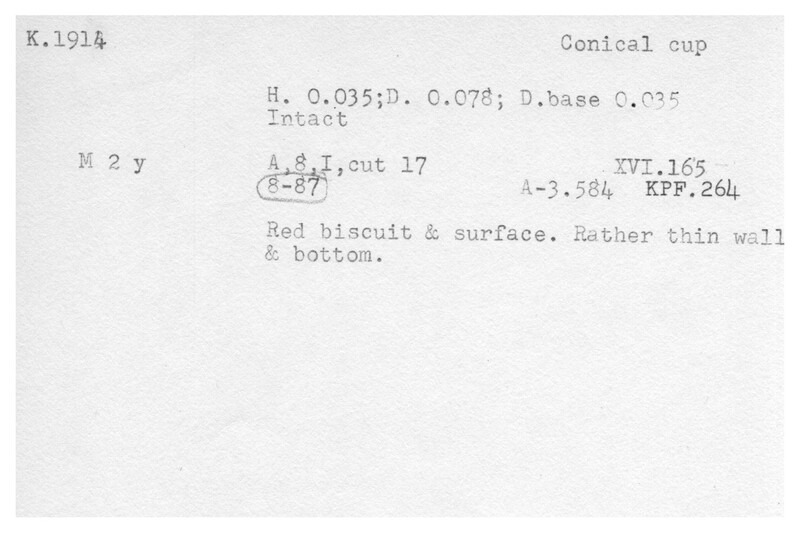 K.1914 Conical cup
H. 0.035;D. 0.078; D.base 0.035
Intact
M 2 y A,8,I,cut 17 XVI.165
8-87 A-3.584 KPF.264
Red biscuit & surface. Rather thin wall
& bottom.